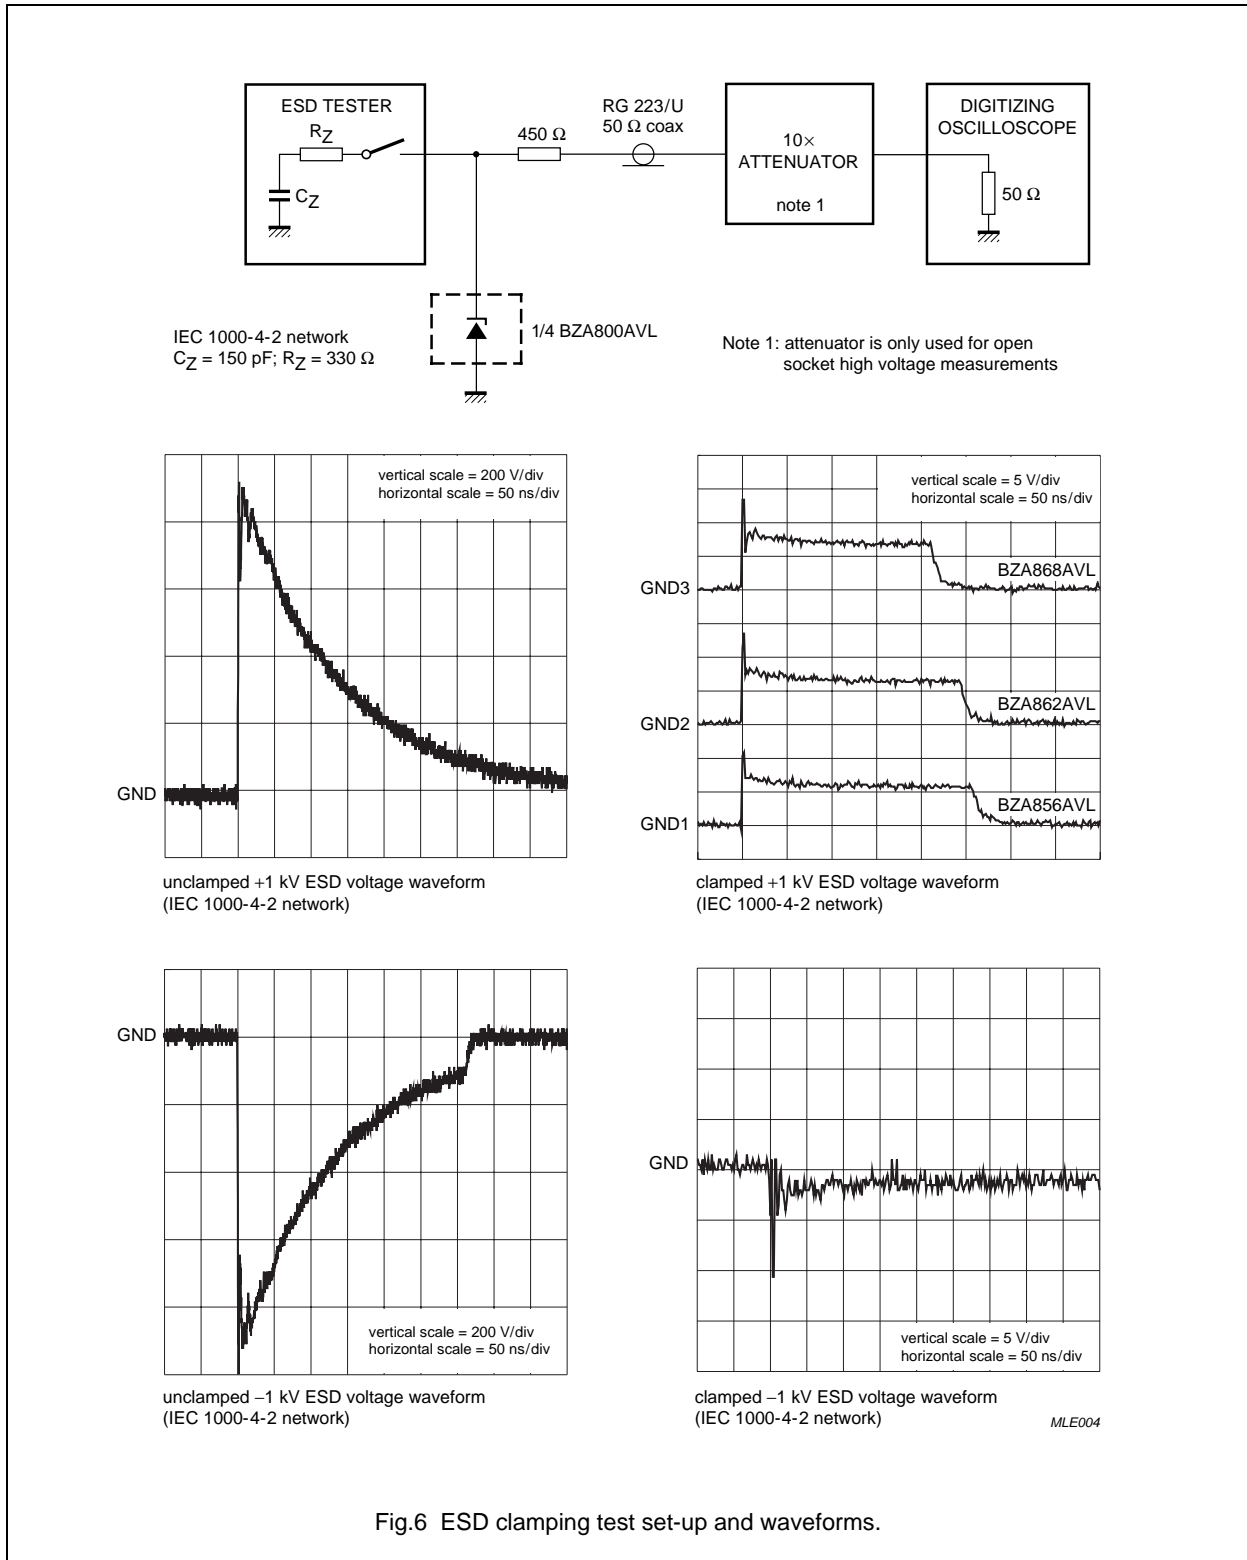 ESD TESTER
RZ
CZ
450 Ω
RG 223/U
50 Ω coax
10×
ATTENUATOR
note 1
DIGITIZING
OSCILLOSCOPE
50 Ω
IEC 1000-4-2 network
CZ = 150 pF; RZ = 330 Ω
1/4 BZA800AVL
Note 1: attenuator is only used for open
socket high voltage measurements
vertical scale = 200 V/div
horizontal scale = 50 ns/div
GND
unclamped +1 kV ESD voltage waveform
(IEC 1000-4-2 network)
vertical scale = 5 V/div
horizontal scale = 50 ns/div
BZA868AVL
GND3
BZA862AVL
GND2
BZA856AVL
GND1
clamped +1 kV ESD voltage waveform
(IEC 1000-4-2 network)
GND
vertical scale = 200 V/div
horizontal scale = 50 ns/div
unclamped −1 kV ESD voltage waveform
(IEC 1000-4-2 network)
GND
vertical scale = 5 V/div
horizontal scale = 50 ns/div
clamped −1 kV ESD voltage waveform
(IEC 1000-4-2 network)
MLE004
Fig.6 ESD clamping test set-up and waveforms.